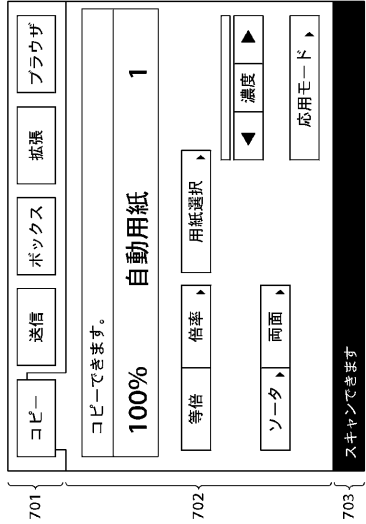 701
コピー 送信 ボックス 拡張 ブラウザ
702
コピーできます。
100% 自動用紙 1
等倍 倍率 ▶ 用紙選択 ▶ ◀ 濃度 ▶
ソータ ▶ 両面 ▶ 応用モード ▶
703
スキャンできます